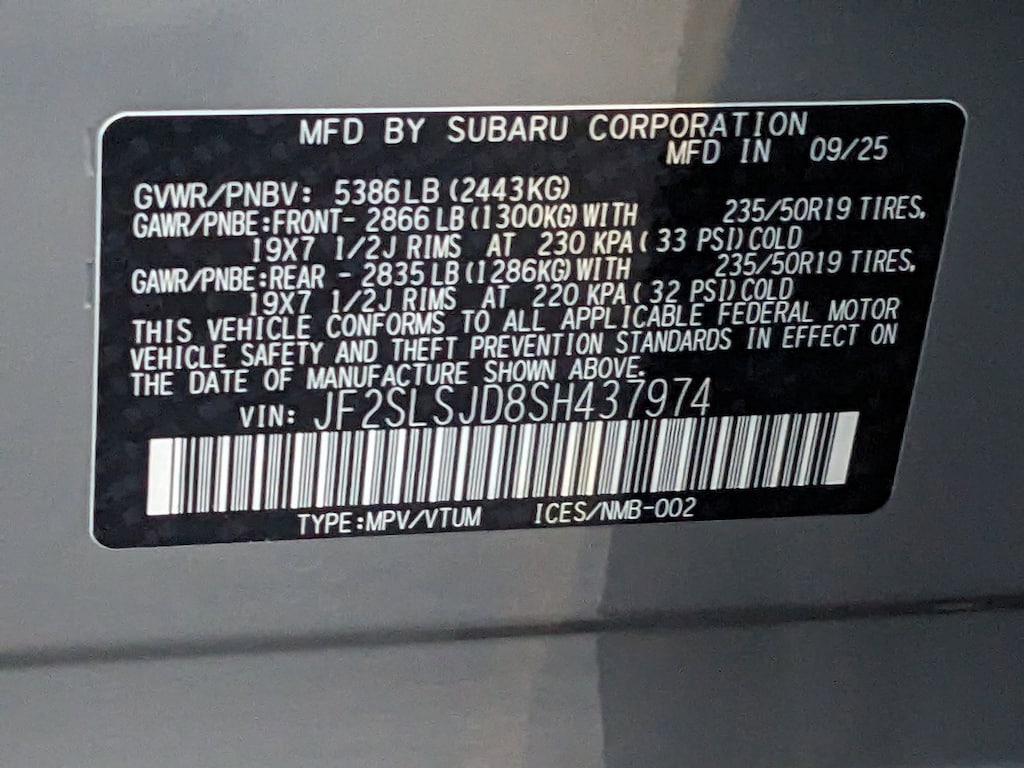 MFD BY SUBARU CORPORATION
MFD IN 09/25
GVWR/PNBV: 5386LB (2443KG)
GAWR/PNBE:FRONT- 2866 LB (1300KG) WITH 235/50R19 TIRES,
19X7 1/2J RIMS AT 230 KPA ( 33 PSI) COLD
GAWR/PNBE:REAR - 2835 LB (1286KG) WITH 235/50R19 TIRES,
19X7 1/2J RIMS AT 220 KPA ( 32 PSI) COLD
THIS VEHICLE CONFORMS TO ALL APPLICABLE FEDERAL MOTOR
VEHICLE SAFETY AND THEFT PREVENTION STANDARDS IN EFFECT ON
THE DATE OF MANUFACTURE SHOWN ABOVE.
VIN: JF2SLSJD8SH437974
TYPE:MPV/VTUM ICES/NMB-002